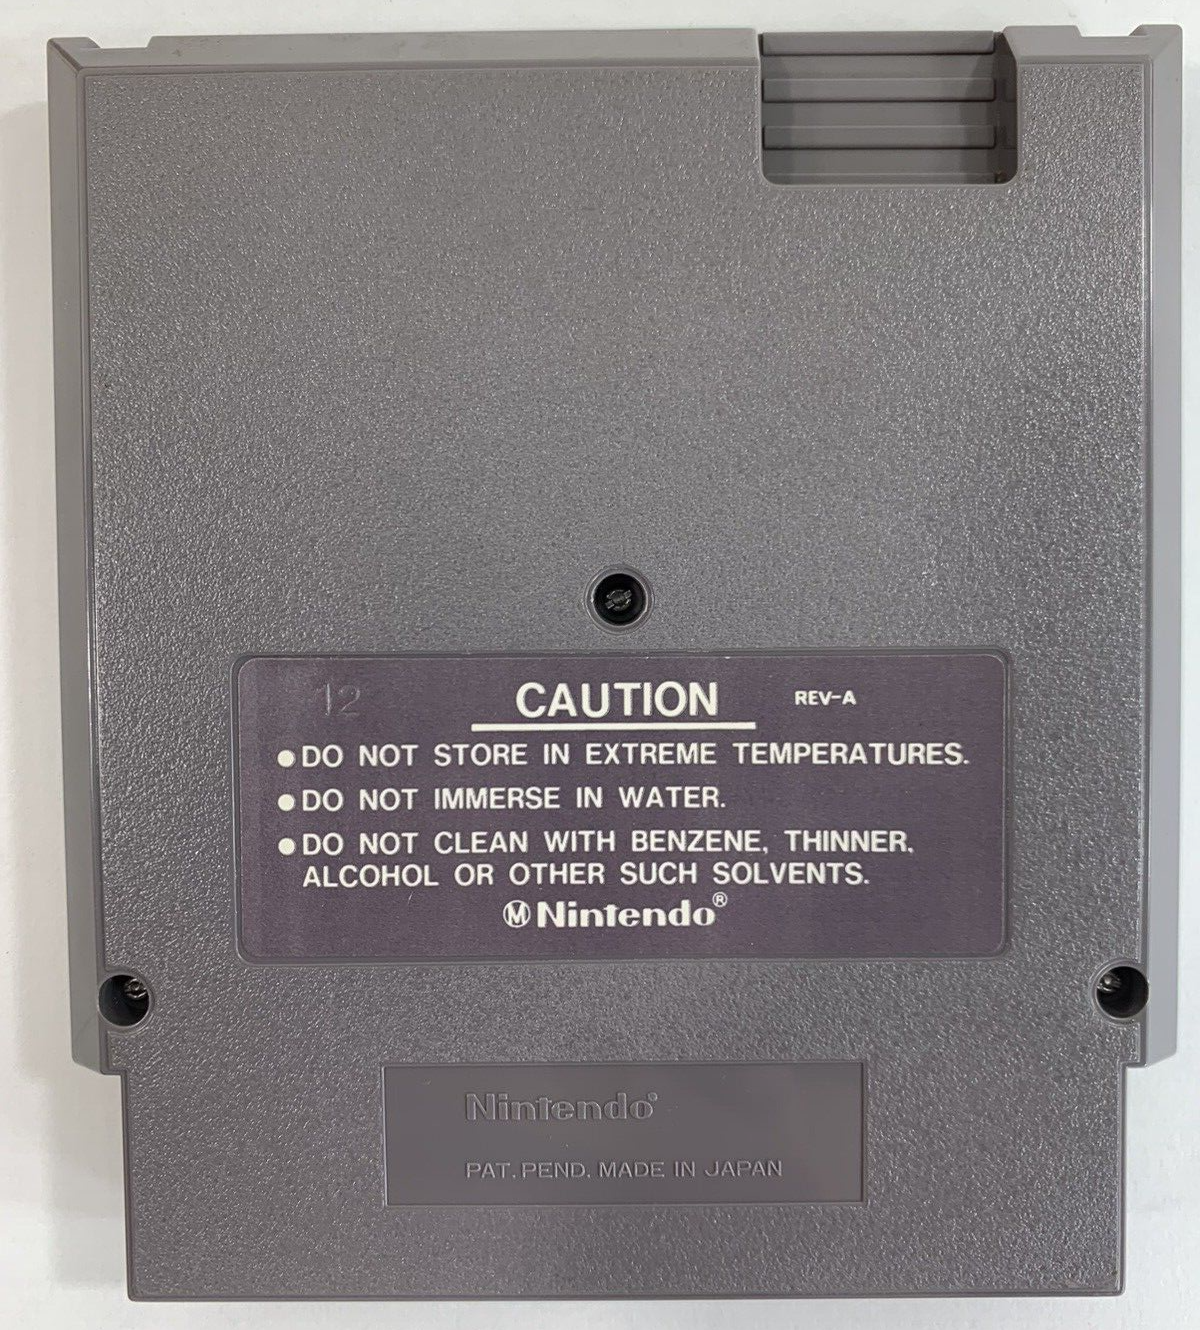 12
CAUTION REV-A
●DO NOT STORE IN EXTREME TEMPERATURES.
●DO NOT IMMERSE IN WATER.
●DO NOT CLEAN WITH BENZENE, THINNER,
ALCOHOL OR OTHER SUCH SOLVENTS.
Ⓜ Nintendo®
Nintendo®
PAT. PEND. MADE IN JAPAN